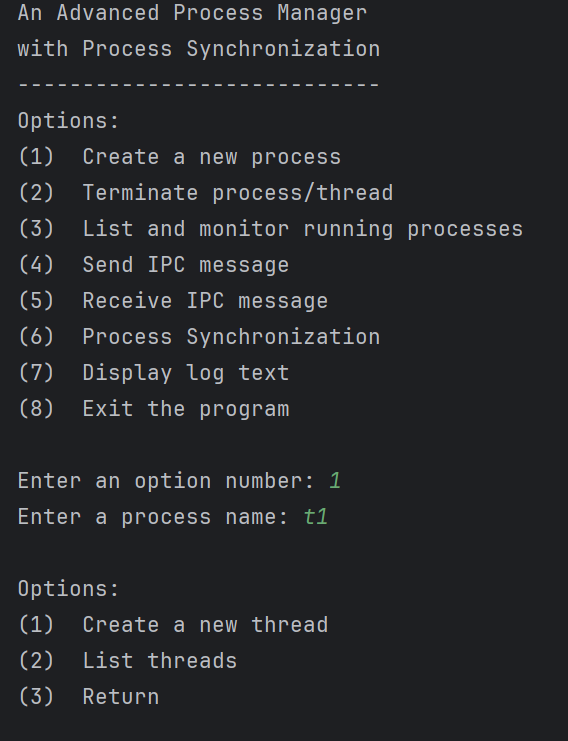 An Advanced Process Manager
with Process Synchronization
----------------------------
Options:
(1)  Create a new process
(2)  Terminate process/thread
(3)  List and monitor running processes
(4)  Send IPC message
(5)  Receive IPC message
(6)  Process Synchronization
(7)  Display log text
(8)  Exit the program
Enter an option number: 1
Enter a process name: t1
Options:
(1)  Create a new thread
(2)  List threads
(3)  Return